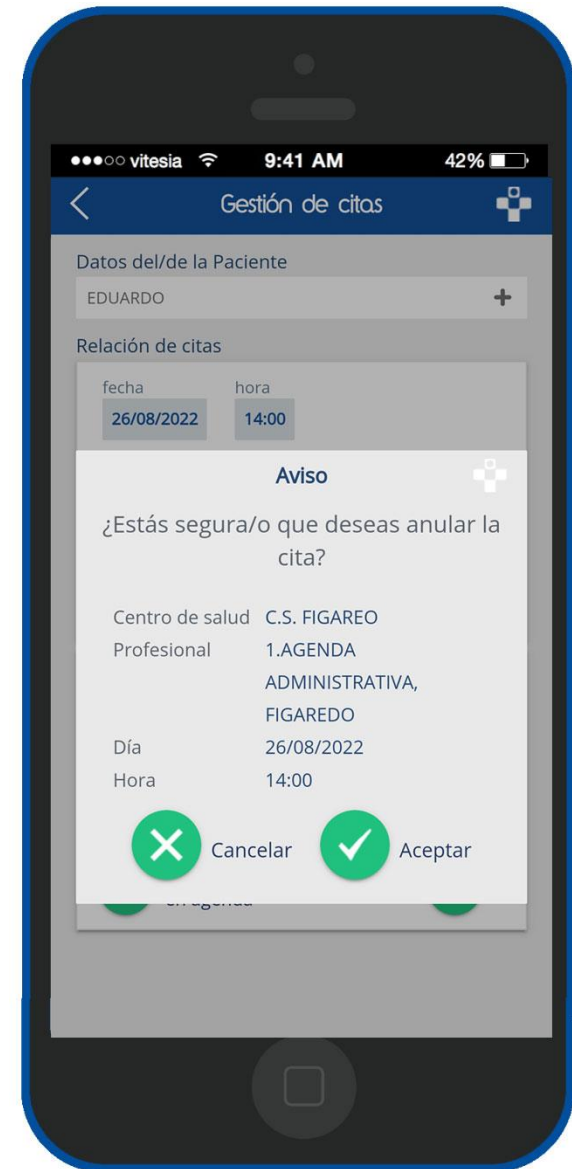 vitesia 9:41 AM 42%
Gestión de citas
Datos del/de la Paciente
EDUARDO
Relación de citas
fecha hora
26/08/2022 14:00
Aviso
¿Estás segura/o que deseas anular la
cita?
Centro de salud C.S. FIGAREO
Profesional 1.AGENDA
ADMINISTRATIVA,
FIGAREDO
Día 26/08/2022
Hora 14:00
Cancelar Aceptar
en agenda